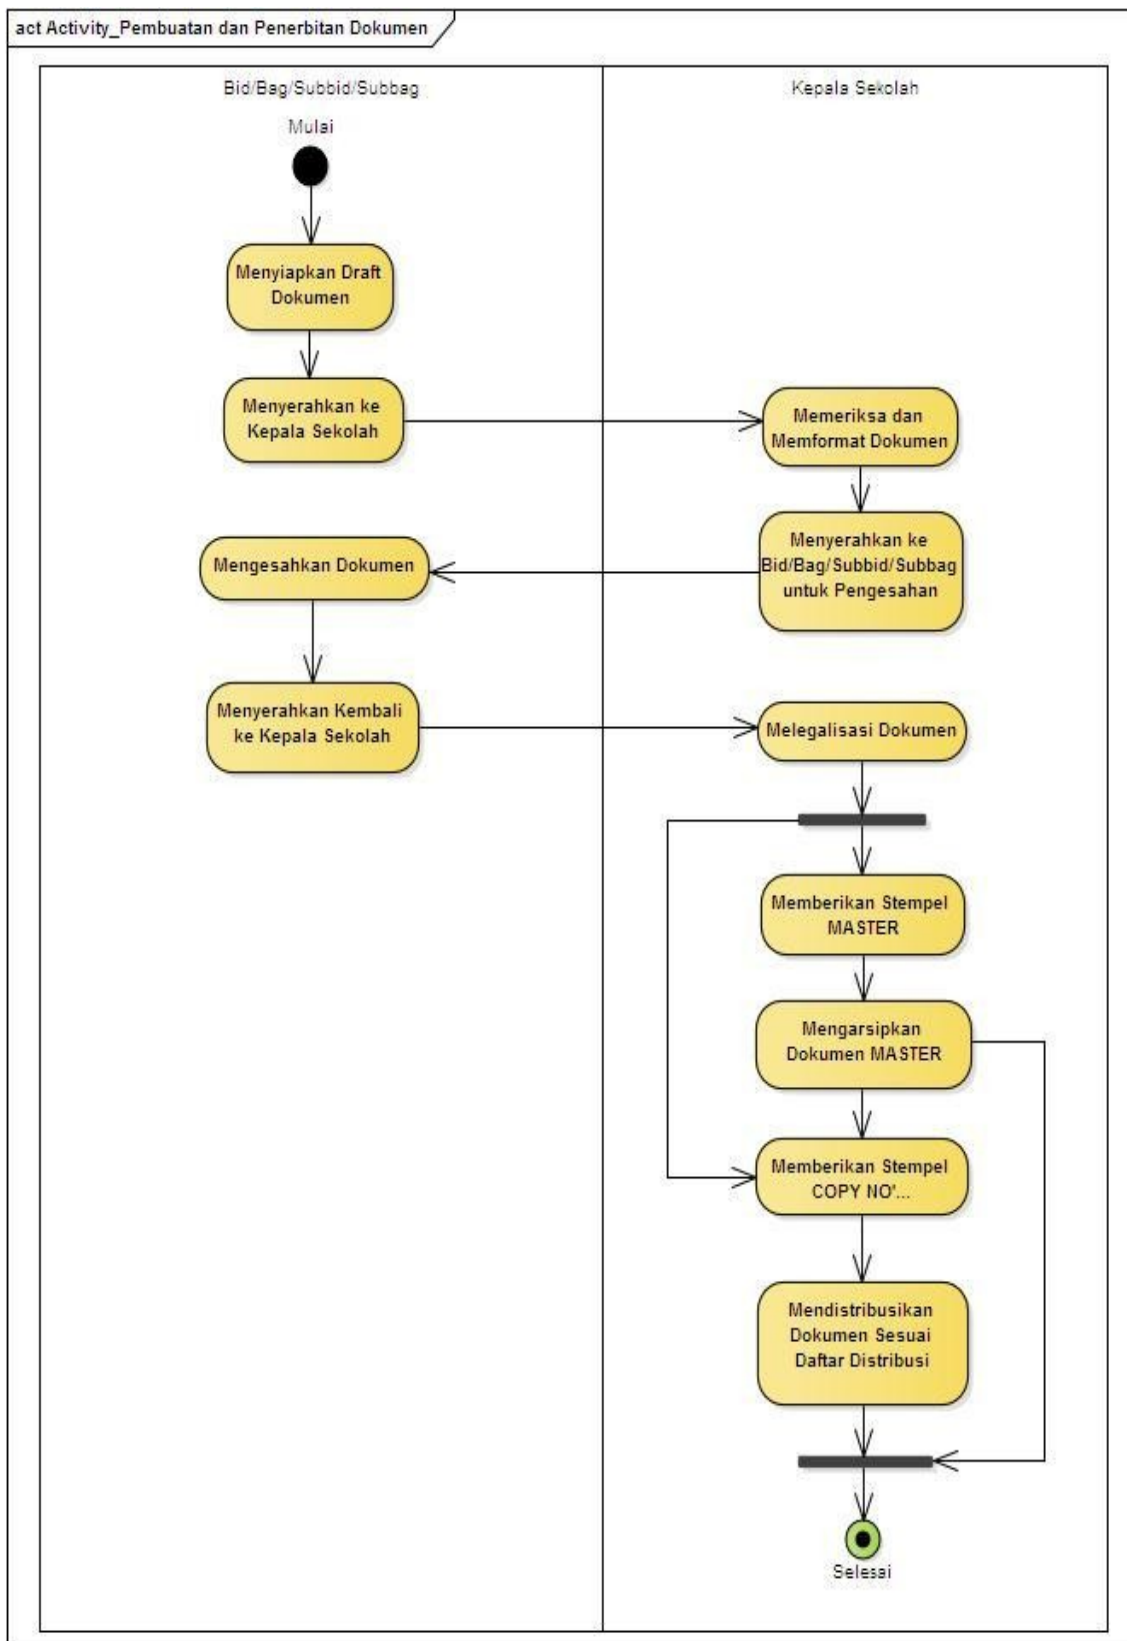 act Activity_Pembuatan dan Penerbitan Dokumen
Bid/Bag/Subbid/Subbag
Kepala Sekolah
Mulai
Menyiapkan Draft
Dokumen
Menyerahkan ke
Kepala Sekolah
Memeriksa dan
Memformat Dokumen
Menyerahkan ke
Bid/Bag/Subbid/Subbag
untuk Pengesahan
Mengesahkan Dokumen
Menyerahkan Kembali
ke Kepala Sekolah
Melegalisasi Dokumen
Memberikan Stempel
MASTER
Mengarsipkan
Dokumen MASTER
Memberikan Stempel
COPY NO'...
Mendistribusikan
Dokumen Sesuai
Daftar Distribusi
Selesai